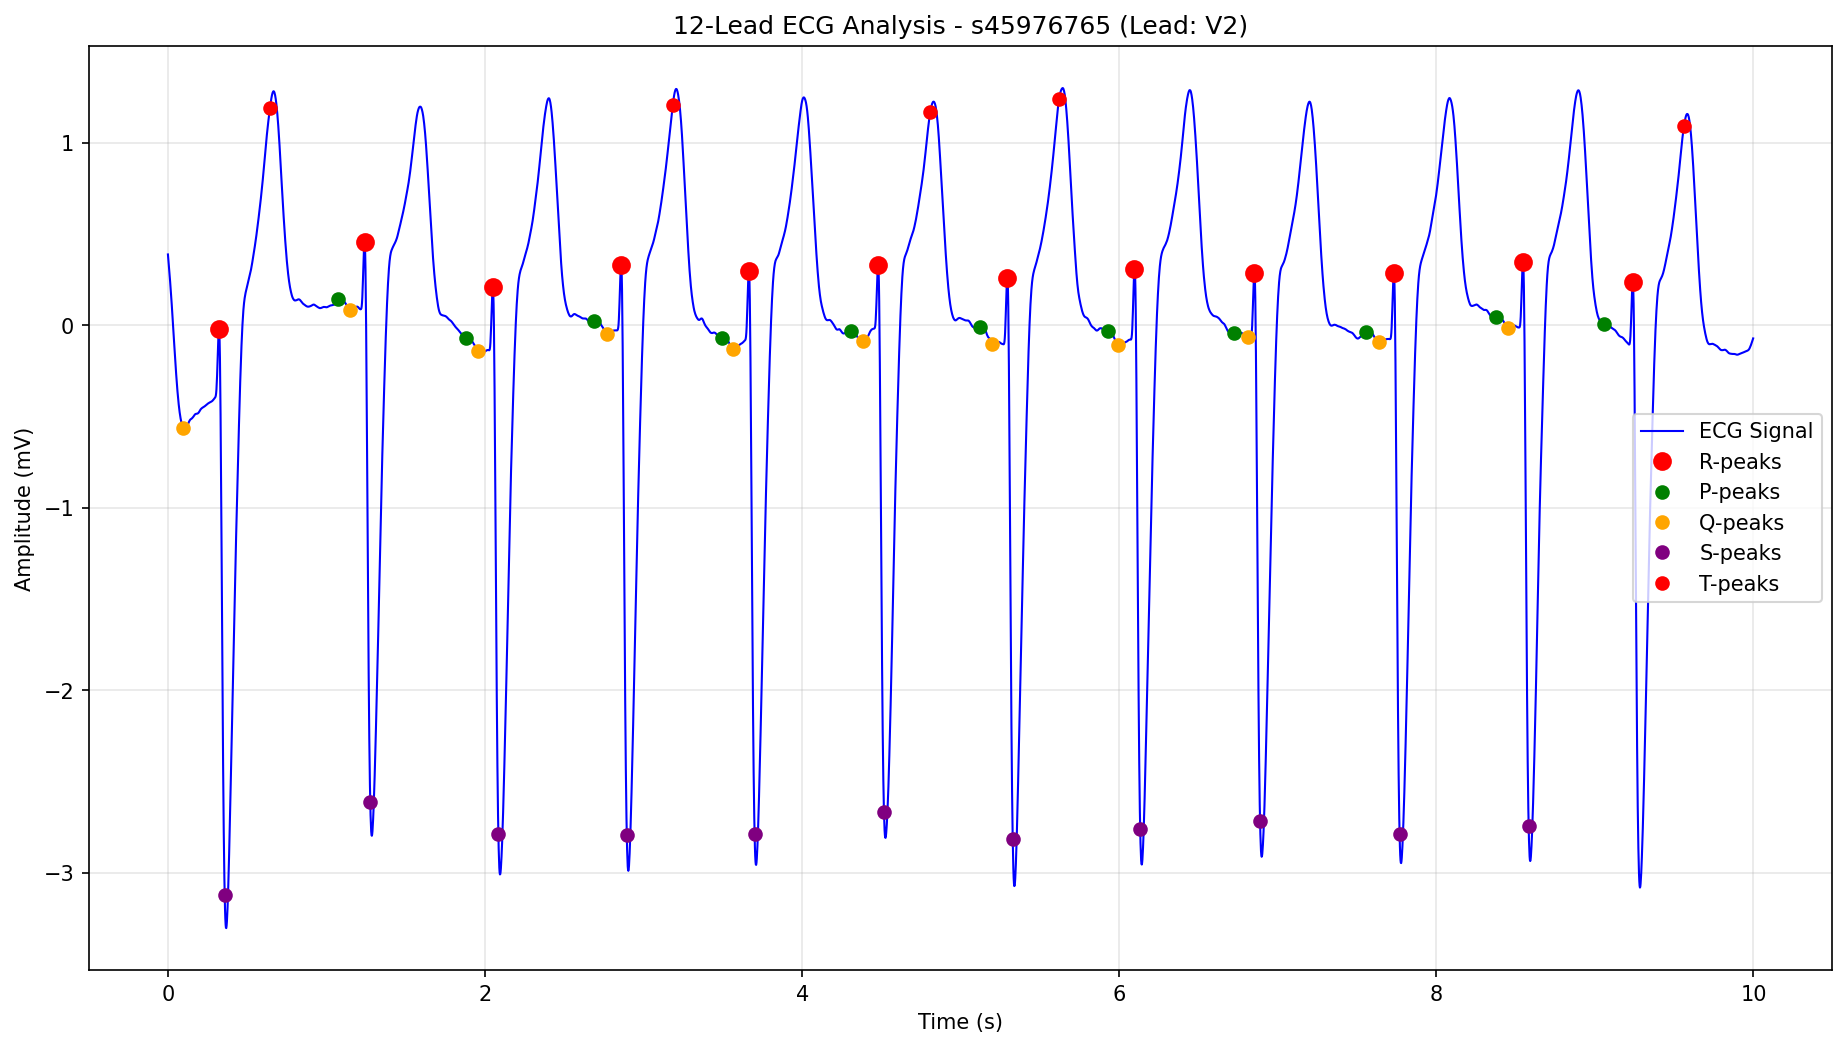 12-Lead ECG Analysis - s45976765 (Lead: V2)
Amplitude (mV)
1
0
−1
−2
−3
ECG Signal
R-peaks
P-peaks
Q-peaks
S-peaks
T-peaks
0 2 4 6 8 10
Time (s)